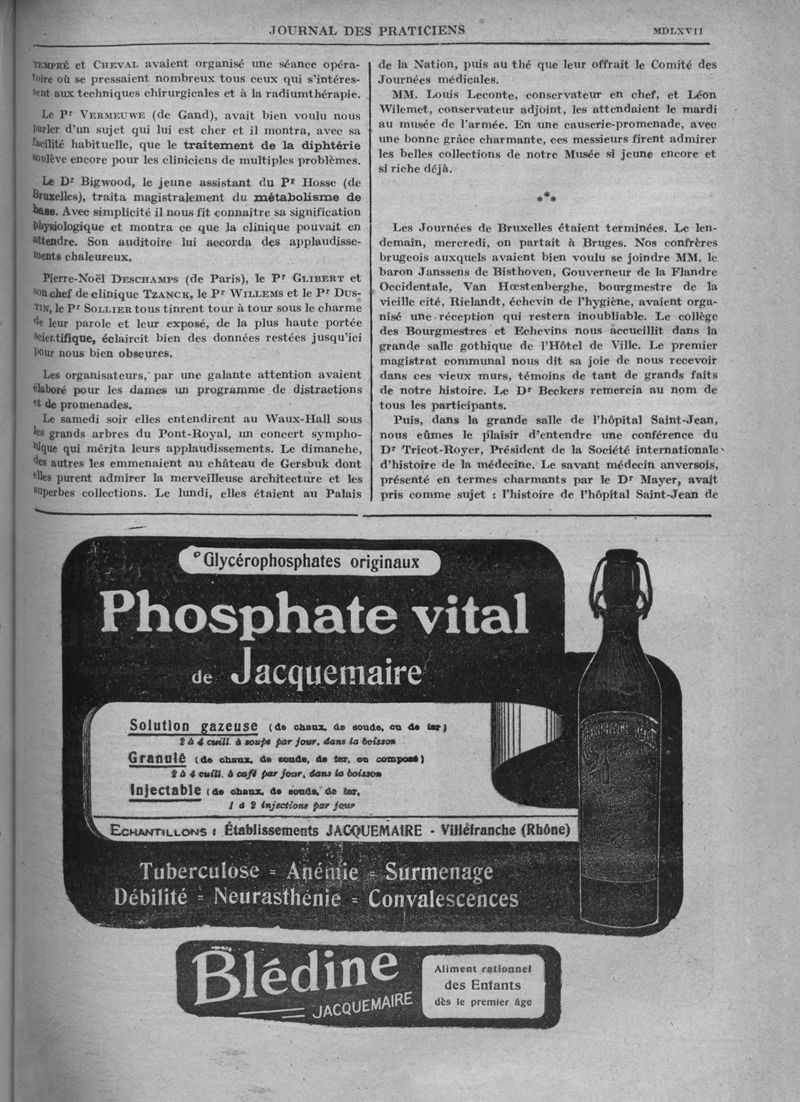 JOURNAL DES PRATICIENS
MDLXVII
TEMPRÉ et CHEVAL avaient organisé une séance opéra-
toire où se pressaient nombreux tous ceux qui s'intéres-
sent aux techniques chirurgicales et à la radiumthérapie.
Le Pr VERMEUWE (de Gand), avait bien voulu nous
parler d'un sujet qui lui est cher et il montra, avec sa
facilité habituelle, que le traitement de la diphtérie
soulève encore pour les cliniciens de multiples problèmes.
Le Dr Bigwood, le jeune assistant du Pr Hosse (de
Bruxelles), traita magistralement du métabolisme de
base. Avec simplicité il nous fit connaître sa signification
physiologique et montra ce que la clinique pouvait en
attendre. Son auditoire lui accorda des applaudisse-
ments chaleureux.
Pierre-Noël DESCHAMPS (de Paris), le Pr GLIBERT et
son chef de clinique TZANCK, le Pr WILLEMS et le Pr DUS-
TIN, le Pr SOLLIER tous tinrent tour à tour sous le charme
de leur parole et leur exposé, de la plus haute portée
scientifique, éclaircit bien des données restées jusqu'ici
pour nous bien obscures.
Les organisateurs, par une galante attention avaient
élaboré pour les dames un programme de distractions
et de promenades.
Le samedi soir elles entendirent au Waux-Hall sous
les grands arbres du Pont-Royal, un concert sympho-
nique qui mérita leurs applaudissements. Le dimanche,
des autres les emmenaient au château de Gersbuk dont
elles purent admirer la merveilleuse architecture et les
superbes collections. Le lundi, elles étaient au Palais
de la Nation, puis au thé que leur offrait le Comité des
Journées médicales.
MM. Louis Leconte, conservateur en chef, et Léon
Wilemet, conservateur adjoint, les attendaient le mardi
au musée de l'armée. En une causerie-promenade, avec
une bonne grâce charmante, ces messieurs firent admirer
les belles collections de notre Musée si jeune encore et
si riche déjà.
***
Les Journées de Bruxelles étaient terminées. Le len-
demain, mercredi, on partait à Bruges. Nos confrères
brugeois auxquels avaient bien voulu se joindre MM. le
baron Janssens de Bisthoven, Gouverneur de la Flandre
Occidentale, Van Hœstenberghe, bourgmestre de la
vieille cité, Rielandt, échevin de l'hygiène, avaient orga-
nisé une réception qui restera inoubliable. Le collège
des Bourgmestres et Echevins nous accueillit dans la
grande salle gothique de l'Hôtel de Ville. Le premier
magistrat communal nous dit sa joie de nous recevoir
dans ces vieux murs, témoins de tant de grands faits
de notre histoire. Le Dr Beckers remercia au nom de
tous les participants.
Puis, dans la grande salle de l'hôpital Saint-Jean,
nous eûmes le plaisir d'entendre une conférence du
Dr Tricot-Royer, Président de la Société internationale
d'histoire de la médecine. Le savant médecin anversois,
présenté en termes charmants par le Dr Mayer, avait
pris comme sujet : l'histoire de l'hôpital Saint-Jean de
Glycérophosphates originaux
Phosphate vital
de Jacquemaire
Solution gazeuse (de chaux, de soude, ou de fer)
2 à 4 cuill. à soupe par jour, dans la boisson
Granulé (de chaux, de soude, de fer, ou composé)
2 à 4 cuill. à café par jour, dans la boisson
Injectable (de chaux, de soude, de fer,
1 à 2 injections par jour
ECHANTILLONS : Établissements JACQUEMAIRE - Villefranche (Rhône)
Tuberculose = Anémie = Surmenage
Débilité = Neurasthénie = Convalescences
Blédine
JACQUEMAIRE
Aliment rationnel
des Enfants
dès le premier âge